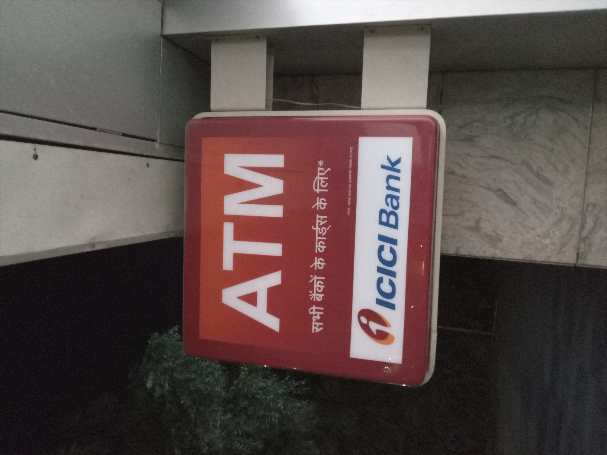 ATM
सभी बैंकों के कार्ड्स के लिए*
ICICI Bank